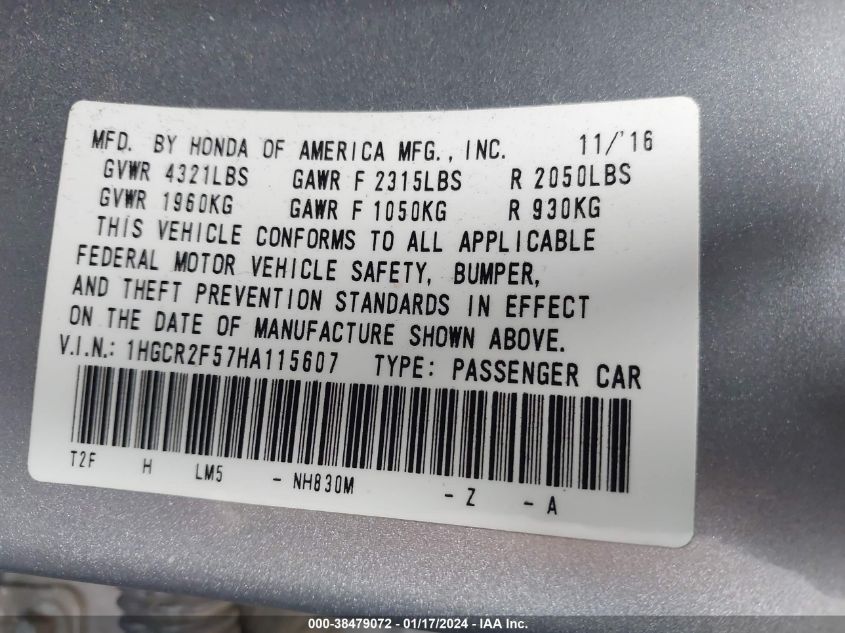 MFD. BY HONDA OF AMERICA MFG., INC. 11/'16
GVWR 4321LBS GAWR F 2315LBS R 2050LBS
GVWR 1960KG GAWR F 1050KG R 930KG
THIS VEHICLE CONFORMS TO ALL APPLICABLE
FEDERAL MOTOR VEHICLE SAFETY, BUMPER,
AND THEFT PREVENTION STANDARDS IN EFFECT
ON THE DATE OF MANUFACTURE SHOWN ABOVE.
V.I.N.: 1HGCR2F57HA115607 TYPE: PASSENGER CAR
T2F H LM5 - NH830M - Z - A
000-38479072 - 01/17/2024 - IAA Inc.